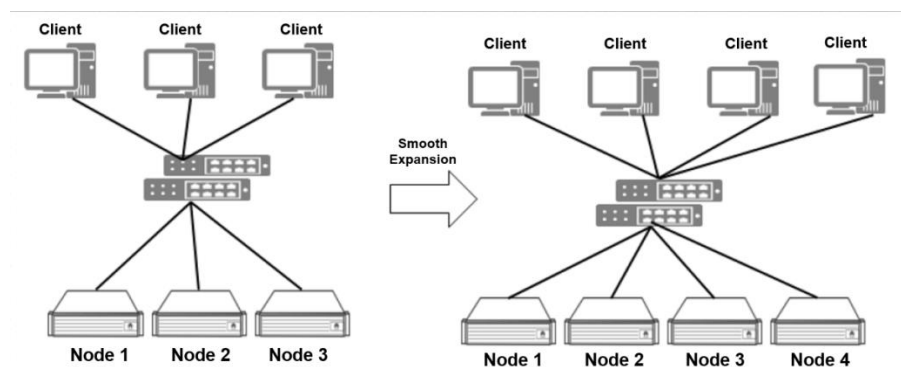 Client
Client
Client
Client
Client
Client
Client
Smooth
Expansion
Node 1
Node 2
Node 3
Node 1
Node 2
Node 3
Node 4